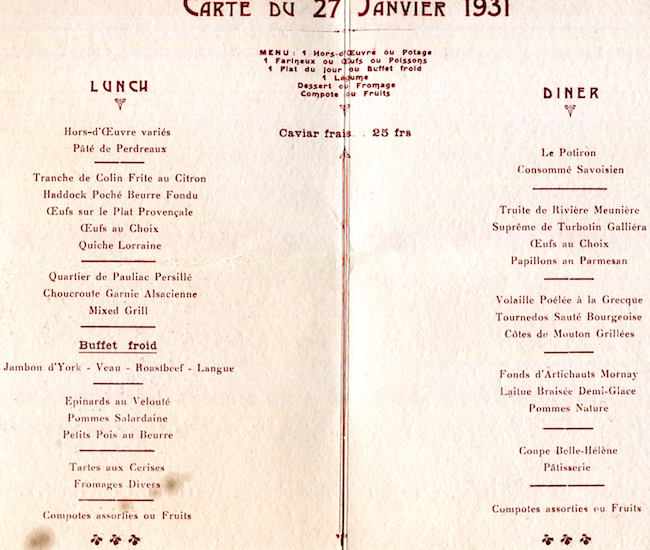 CARTE DU 27 JANVIER 1931
MENU : 1 Hors-d'Œuvre ou Potage
1 Farineux ou Œufs ou Poissons
1 Plat du jour ou Buffet froid
1 Légume
Dessert ou Fromage
Compote ou Fruits
Caviar frais. : 25 frs
LUNCH
Hors-d'Œuvre variés
Pâté de Perdreaux
Tranche de Colin Frite au Citron
Haddock Poché Beurre Fondu
Œufs sur le Plat Provençale
Œufs au Choix
Quiche Lorraine
Quartier de Pauliac Persillé
Choucroute Garnie Alsacienne
Mixed Grill
Buffet froid
Jambon d'York - Veau - Roastbeef - Langue
Epinards au Velouté
Pommes Salardaine
Petits Pois au Beurre
Tartes aux Cerises
Fromages Divers
Compotes assorties ou Fruits
DINER
Le Potiron
Consommé Savoisien
Truite de Rivière Meunière
Suprême de Turbotin Galliéra
Œufs au Choix
Papillons au Parmesan
Volaille Poélée à la Grecque
Tournedos Sauté Bourgeoise
Côtes de Mouton Grillées
Fonds d'Artichauts Mornay
Laitue Braisée Demi-Glace
Pommes Nature
Coupe Belle-Hélène
Pâtisserie
Compotes assorties ou Fruits